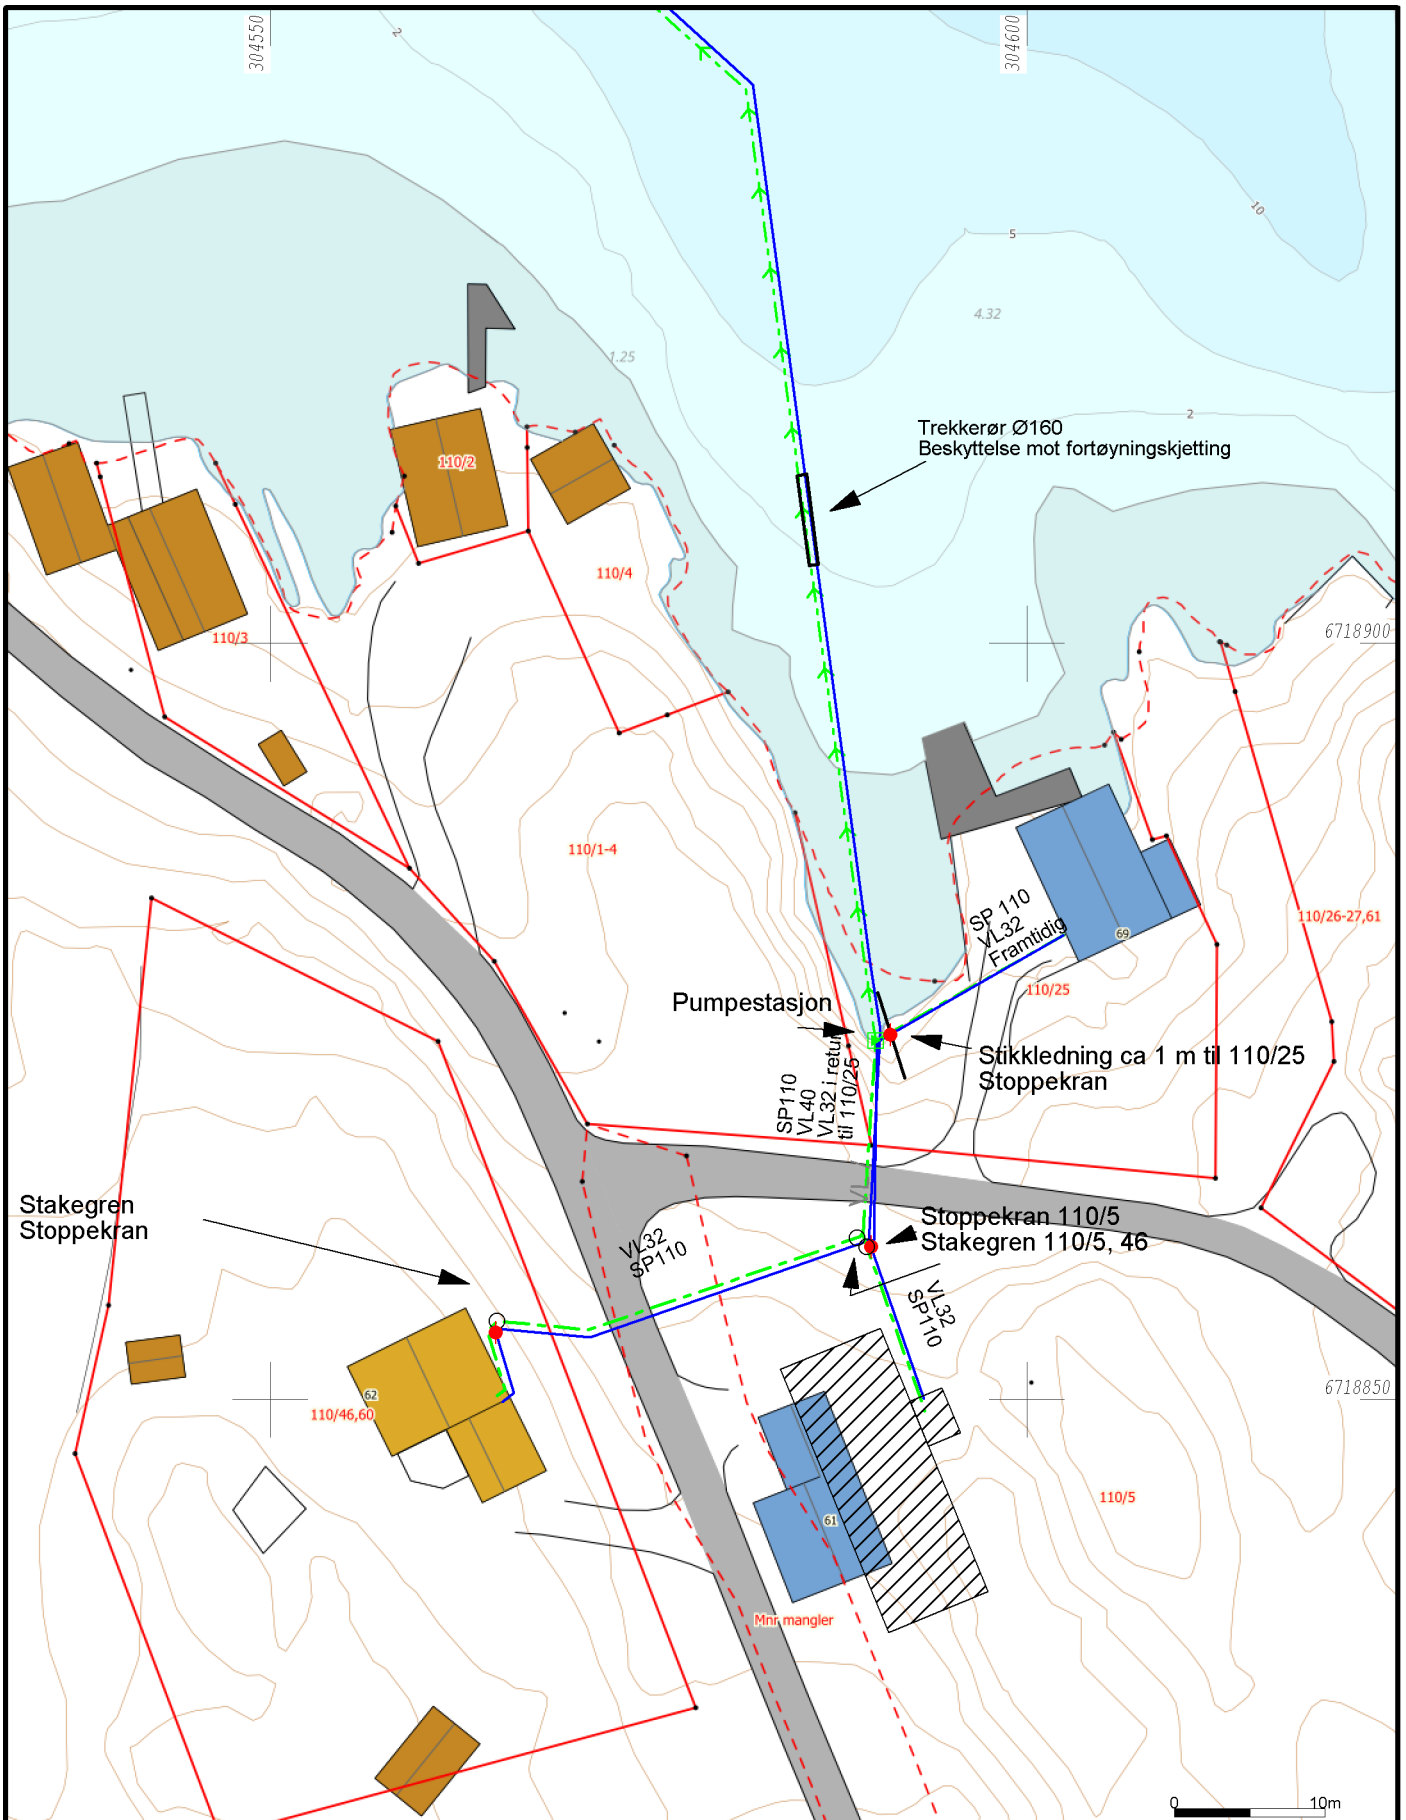 304550
304600
2
10
5
4.32
1.25
2
Trekkerør Ø160
Beskyttelse mot fortøyningskjetting
110/2
110/4
110/3
6718900
110/1-4
SP 110
VL32
Framtidig
69
110/26-27,61
110/25
Pumpestasjon
Stikkledning ca 1 m til 110/25
Stoppekran
SP110
VL40
VL32 i retur
til 110/25
VL
Stakegren
Stoppekran
Stoppekran 110/5
Stakegren 110/5, 46
VL32
SP110
VL32
SP110
6718850
62
110/46,60
110/5
61
Mnr mangler
0 10m